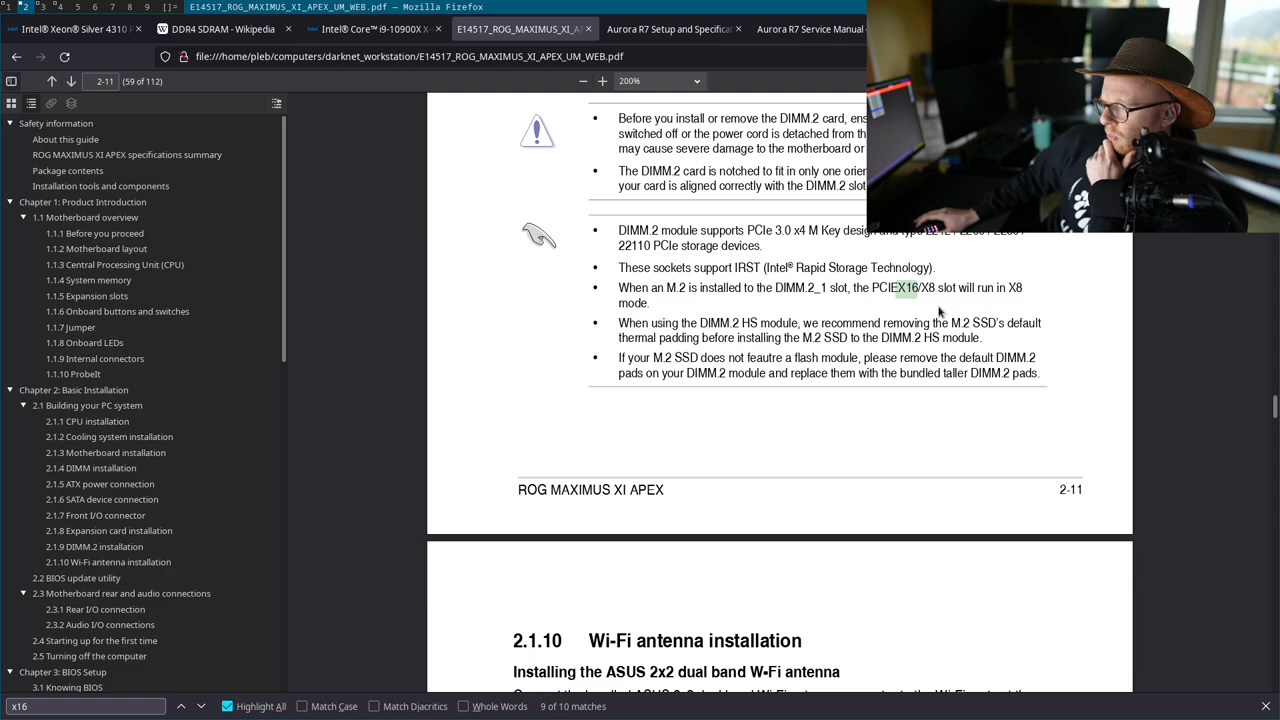 1 2 3 4 5 6 7 8 9 []= E14517_ROG_MAXIMUS_XI_APEX_UM_WEB.pdf — Mozilla Firefox
Intel® Xeon® Silver 4310 P
DDR4 SDRAM - Wikipedia
Intel® Core™ i9-10900X X-s
E14517_ROG_MAXIMUS_XI_AP
Aurora R7 Setup and Specificat
Aurora R7 Service Manual -
file:///home/pleb/computers/darknet_workstation/E14517_ROG_MAXIMUS_XI_APEX_UM_WEB.pdf
2-11 (59 of 112)
200%
Safety information
About this guide
ROG MAXIMUS XI APEX specifications summary
Package contents
Installation tools and components
Chapter 1: Product Introduction
1.1 Motherboard overview
1.1.1 Before you proceed
1.1.2 Motherboard layout
1.1.3 Central Processing Unit (CPU)
1.1.4 System memory
1.1.5 Expansion slots
1.1.6 Onboard buttons and switches
1.1.7 Jumper
1.1.8 Onboard LEDs
1.1.9 Internal connectors
1.1.10 ProbeIt
Chapter 2: Basic Installation
2.1 Building your PC system
2.1.1 CPU installation
2.1.2 Cooling system installation
2.1.3 Motherboard installation
2.1.4 DIMM installation
2.1.5 ATX power connection
2.1.6 SATA device connection
2.1.7 Front I/O connector
2.1.8 Expansion card installation
2.1.9 DIMM.2 installation
2.1.10 Wi-Fi antenna installation
2.2 BIOS update utility
2.3 Motherboard rear and audio connections
2.3.1 Rear I/O connection
2.3.2 Audio I/O connections
2.4 Starting up for the first time
2.5 Turning off the computer
Chapter 3: BIOS Setup
3.1 Knowing BIOS
• Before you install or remove the DIMM.2 card, ens
switched off or the power cord is detached from th
may cause severe damage to the motherboard or
• The DIMM.2 card is notched to fit in only one orien
your card is aligned correctly with the DIMM.2 slot
• DIMM.2 module supports PCIe 3.0 x4 M Key design and type
22110 PCIe storage devices.
• These sockets support IRST (Intel® Rapid Storage Technology).
• When an M.2 is installed to the DIMM.2_1 slot, the PCIEX16/X8 slot will run in X8
mode.
• When using the DIMM.2 HS module, we recommend removing the M.2 SSD's default
thermal padding before installing the M.2 SSD to the DIMM.2 HS module.
• If your M.2 SSD does not feautre a flash module, please remove the default DIMM.2
pads on your DIMM.2 module and replace them with the bundled taller DIMM.2 pads.
ROG MAXIMUS XI APEX 2-11
2.1.10 Wi-Fi antenna installation
Installing the ASUS 2x2 dual band W-Fi antenna
x16
Highlight All
Match Case
Match Diacritics
Whole Words
9 of 10 matches